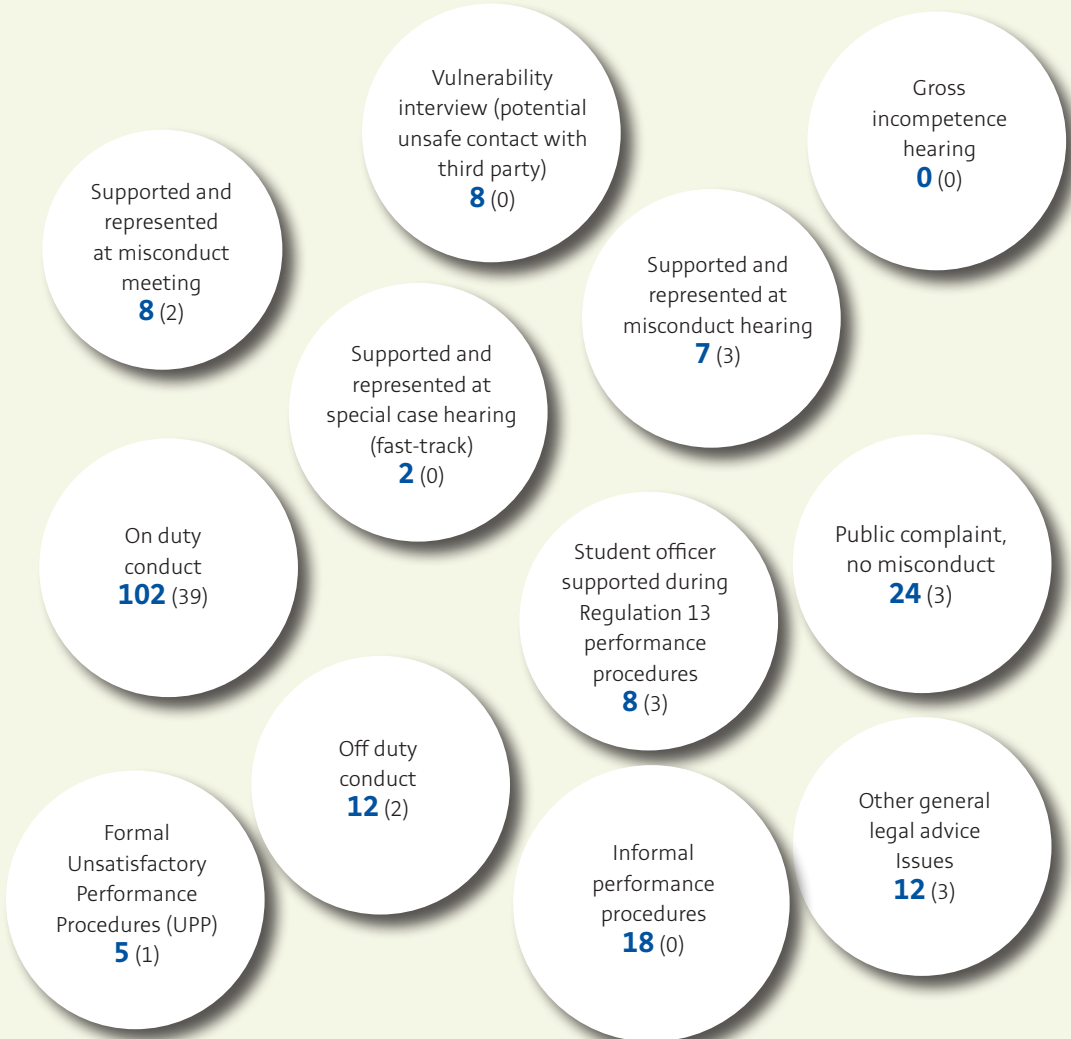 Vulnerability
interview (potential
unsafe contact with
third party)
8 (0)
Gross
incompetence
hearing
0 (0)
Supported and
represented
at misconduct
meeting
8 (2)
Supported and
represented at
misconduct hearing
7 (3)
Supported and
represented at
special case hearing
(fast-track)
2 (0)
On duty
conduct
102 (39)
Student officer
supported during
Regulation 13
performance
procedures
8 (3)
Public complaint,
no misconduct
24 (3)
Off duty
conduct
12 (2)
Formal
Unsatisfactory
Performance
Procedures (UPP)
5 (1)
Informal
performance
procedures
18 (0)
Other general
legal advice
Issues
12 (3)